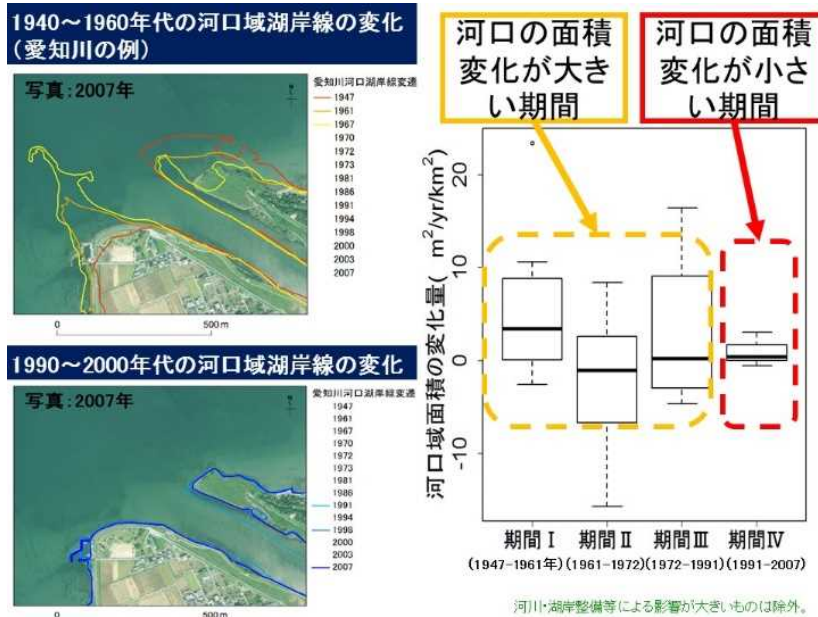 1940～1960年代の河口域湖岸線の変化
(愛知川の例)
写真:2007年
愛知川河口湖岸線変遷
1947
1961
1967
1970
1972
1973
1981
1986
1991
1994
1998
2000
2003
2007
0
500m
1990～2000年代の河口域湖岸線の変化
写真:2007年
愛知川河口湖岸線変遷
1947
1961
1967
1970
1972
1973
1981
1986
1991
1994
1998
2000
2003
2007
0
500m
河口の面積
変化が大き
い期間
河口の面積
変化が小さ
い期間
河口域面積の変化量( m²/yr/km²)
20
10
0
-10
期間Ⅰ
期間Ⅱ
期間Ⅲ
期間Ⅳ
(1947-1961年)
(1961-1972)
(1972-1991)
(1991-2007)
河川・湖岸整備等による影響が大きいものは除外。